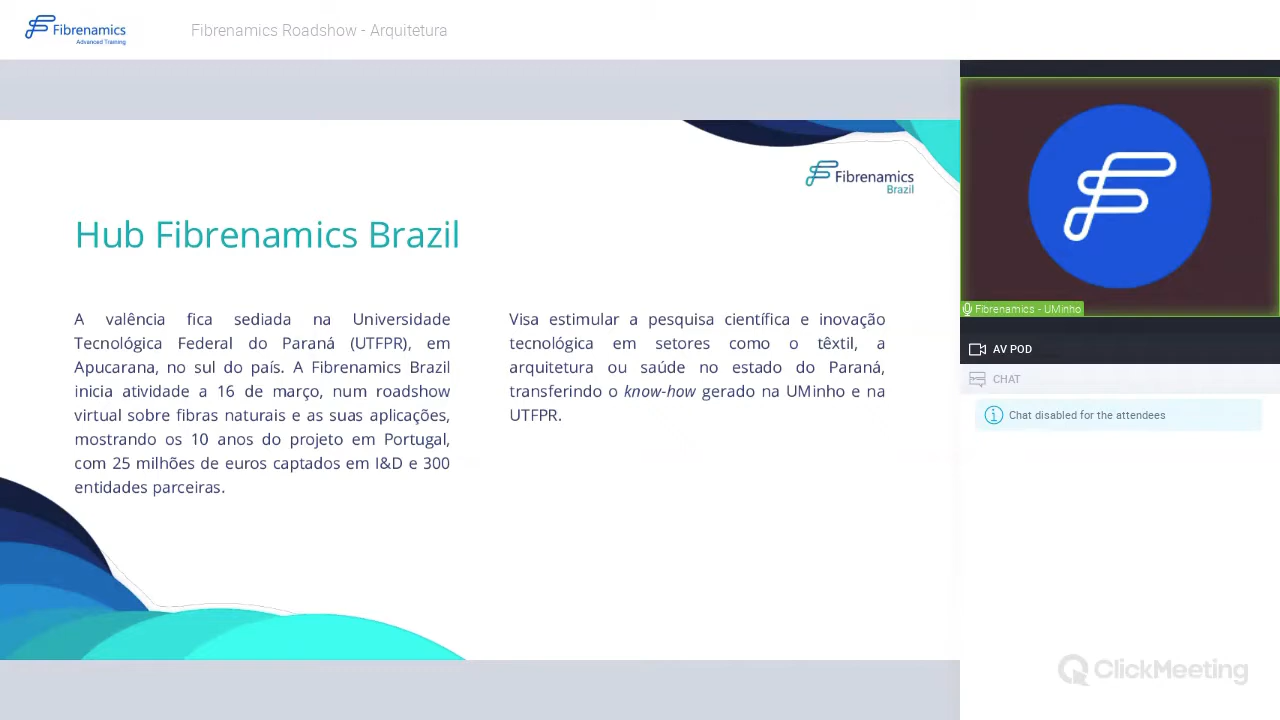 Fibrenamics
Advanced Training
Fibrenamics Roadshow - Arquitetura
Fibrenamics
Brazil
Hub Fibrenamics Brazil
A valência fica sediada na Universidade
Tecnológica Federal do Paraná (UTFPR), em
Apucarana, no sul do país. A Fibrenamics Brazil
inicia atividade a 16 de março, num roadshow
virtual sobre fibras naturais e as suas aplicações,
mostrando os 10 anos do projeto em Portugal,
com 25 milhões de euros captados em I&D e 300
entidades parceiras.
Visa estimular a pesquisa científica e inovação
tecnológica em setores como o têxtil, a
arquitetura ou saúde no estado do Paraná,
transferindo o know-how gerado na UMinho e na
UTFPR.
Fibrenamics - UMinho
AV POD
CHAT
Chat disabled for the attendees
ClickMeeting